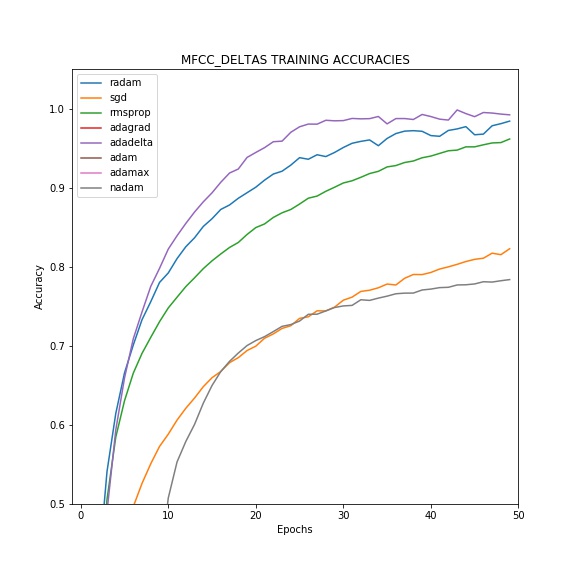 MFCC_DELTAS TRAINING ACCURACIES
radam
sgd
rmsprop
adagrad
adadelta
adam
adamax
nadam
1.0
0.9
0.8
0.7
0.6
0.5
Accuracy
0 10 20 30 40 50
Epochs